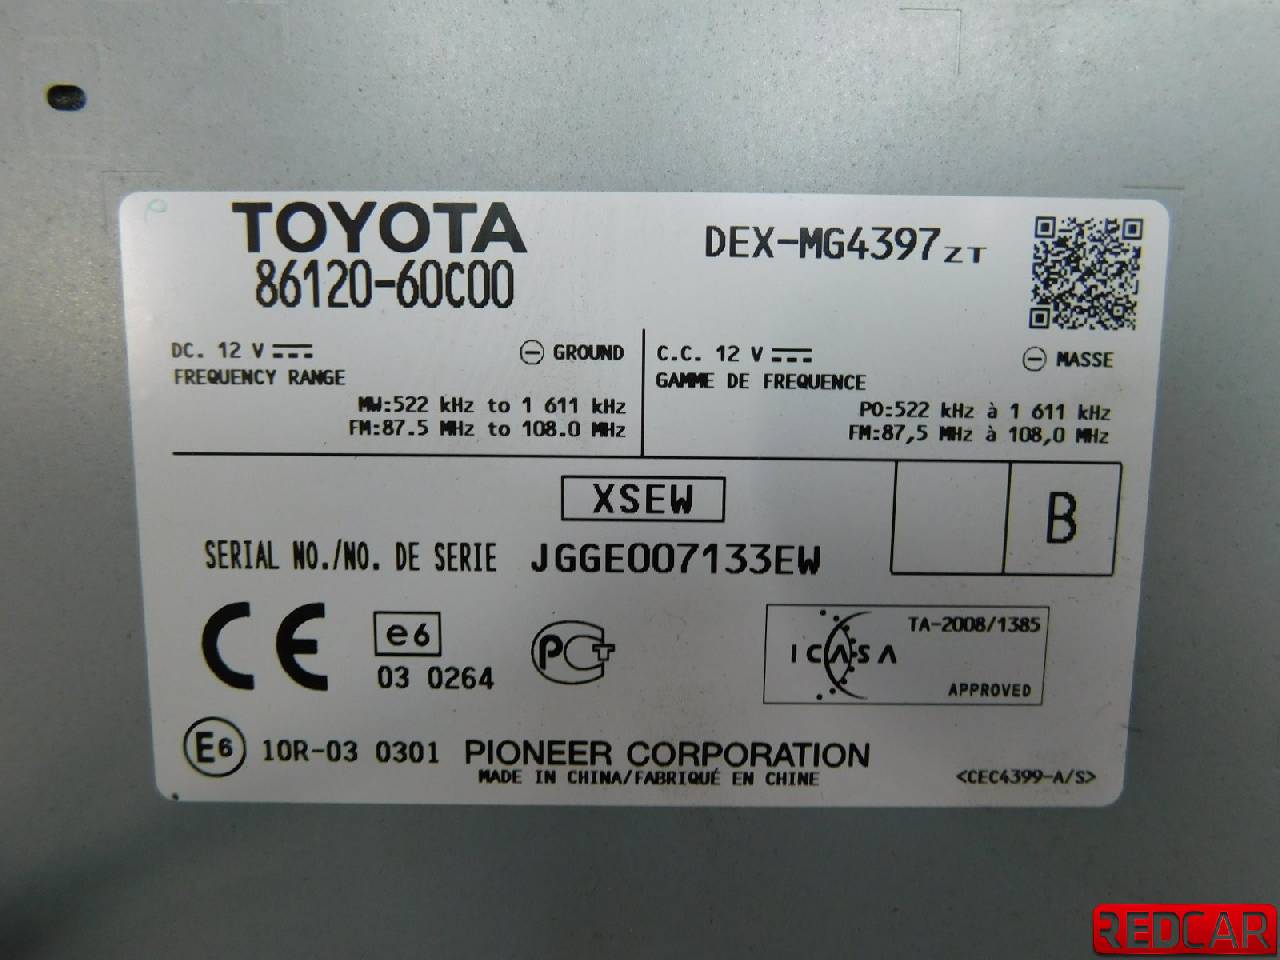 TOYOTA
86120-60C00
DEX-MG4397ZT
DC. 12 V
GROUND
FREQUENCY RANGE
MW:522 kHz to 1 611 kHz
FM:87.5 MHz to 108.0 MHz
C.C. 12 V
MASSE
GAMME DE FREQUENCE
PO:522 kHz à 1 611 kHz
FM:87,5 MHz à 108,0 MHz
XSEW
B
SERIAL NO./NO. DE SERIE JGGE007133EW
CE
e6
03 0264
PCT
ICASA
TA-2008/1385
APPROVED
E6 10R-03 0301 PIONEER CORPORATION
MADE IN CHINA/FABRIQUÉ EN CHINE
<CEC4399-A/S>
REDCAR